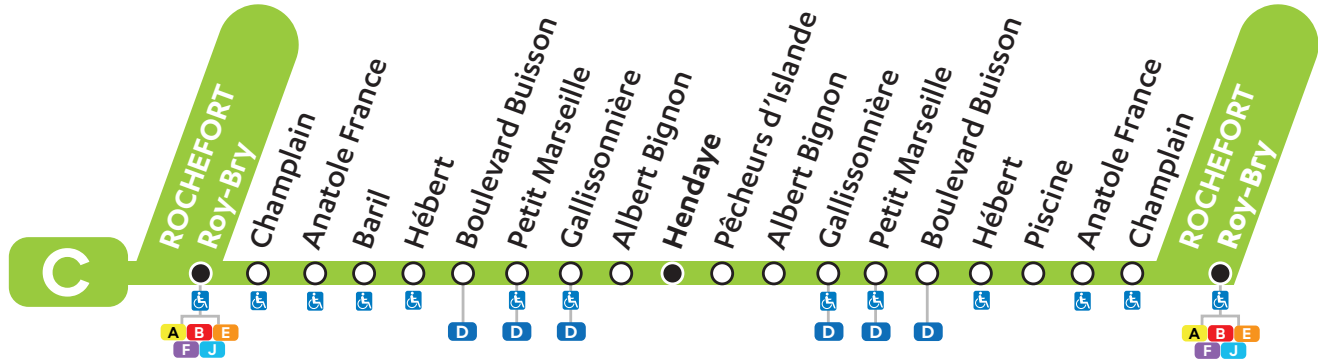 C
ROCHEFORT
Roy-Bry
Champlain
Anatole France
Baril
Hébert
Boulevard Buisson
Petit Marseille
Gallissonnière
Albert Bignon
Hendaye
Pêcheurs d'Islande
Albert Bignon
Gallisonnière
Petit Marseille
Boulevard Buisson
Hébert
Piscine
Anatole France
Champlain
ROCHEFORT
Roy-Bry
A B E
F J
D
D
D
D
D
D
A B E
F J